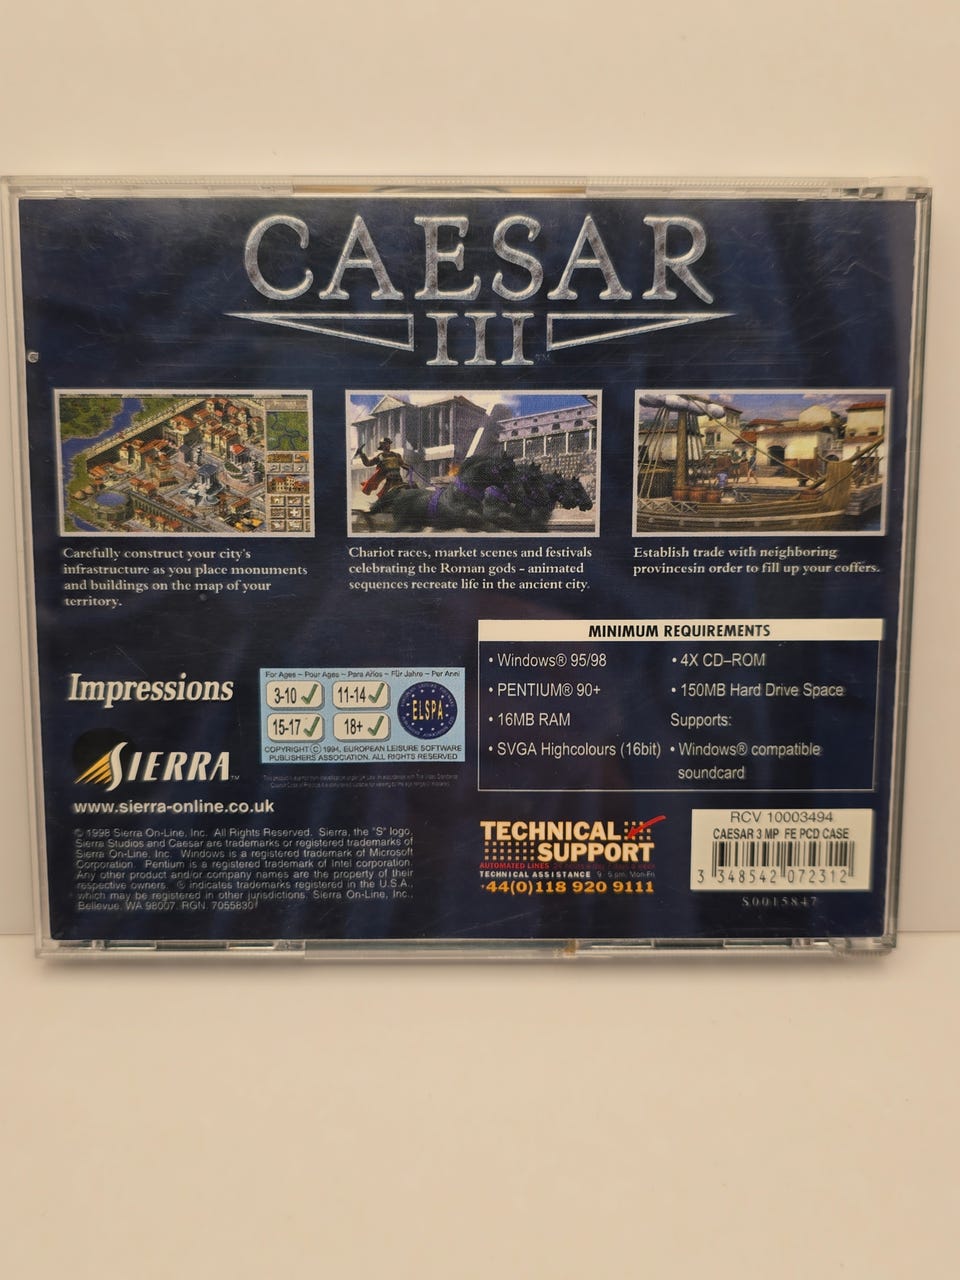 CAESAR
III™
Carefully construct your city's
infrastructure as you place monuments
and buildings on the map of your
territory.
Chariot races, market scenes and festivals
celebrating the Roman gods - animated
sequences recreate life in the ancient city.
Establish trade with neighboring
provincesin order to fill up your coffers.
MINIMUM REQUIREMENTS
• Windows® 95/98
• PENTIUM® 90+
• 16MB RAM
• SVGA Highcolours (16bit)
• 4X CD–ROM
• 150MB Hard Drive Space
Supports:
• Windows® compatible
soundcard
Impressions
For Ages – Pour Ages – Para Años – Für Jahre – Per Anni
3-10 ✓ 11-14 ✓
15-17 ✓ 18+ ✓
ELSPA
COPYRIGHT © 1994, EUROPEAN LEISURE SOFTWARE
PUBLISHERS ASSOCIATION. ALL RIGHTS RESERVED
SIERRA™
www.sierra-online.co.uk
© 1998 Sierra On-Line, Inc. All Rights Reserved. Sierra, the "S" logo,
Sierra Studios and Caesar are trademarks or registered trademarks of
Sierra On-Line, Inc. Windows is a registered trademark of Microsoft
Corporation. Pentium is a registered trademark of Intel corporation.
Any other product and/or company names are the property of their
respective owners. ® indicates trademarks registered in the U.S.A.,
which may be registered in other jurisdictions. Sierra On-Line, Inc.,
Bellevue, WA 98007. RGN. 7055830
TECHNICAL
SUPPORT
AUTOMATED LINES
TECHNICAL ASSISTANCE 9 - 5 pm, Mon-Fri
+44(0)118 920 9111
RCV 10003494
CAESAR 3 MP FE PCD CASE
3 348542 072312
S0015847